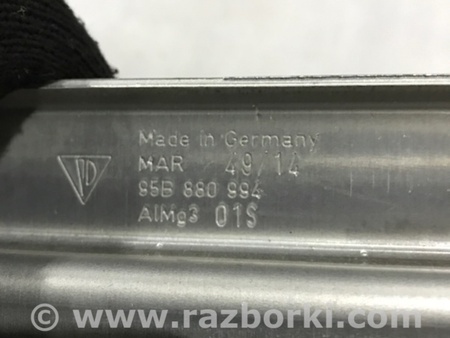 Made in Germany
MAR 49/14
95B 880 994
AlMg3 01S
© www.razborki.com